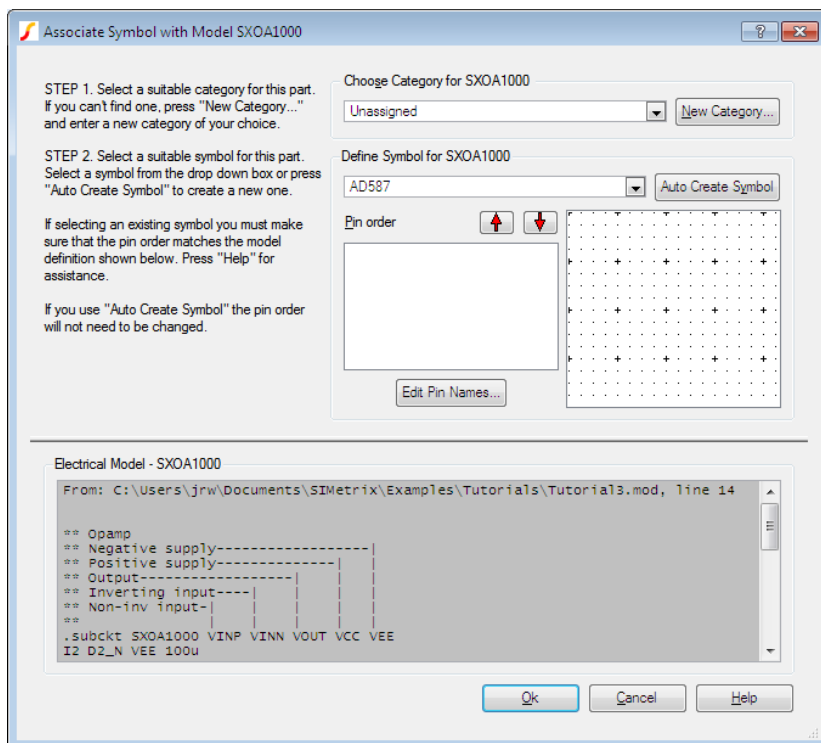 Associate Symbol with Model SXOA1000
STEP 1. Select a suitable category for this part.
If you can't find one, press "New Category..."
and enter a new category of your choice.
STEP 2. Select a suitable symbol for this part.
Select a symbol from the drop down box or press
"Auto Create Symbol" to create a new one.
If selecting an existing symbol you must make
sure that the pin order matches the model
definition shown below. Press "Help" for
assistance.
If you use "Auto Create Symbol" the pin order
will not need to be changed.
Choose Category for SXOA1000
Unassigned
New Category...
Define Symbol for SXOA1000
AD587
Auto Create Symbol
Pin order
Edit Pin Names...
Electrical Model - SXOA1000
From: C:\Users\jrw\Documents\SIMetrix\Examples\Tutorials\Tutorial3.mod, line 14
** Opamp
** Negative supply------------------|
** Positive supply--------------|   |
** Output------------------|    |   |
** Inverting input----|    |    |   |
** Non-inv input-|    |    |    |   |
**               |    |    |    |   |
.subckt SXOA1000 VINP VINN VOUT VCC VEE
I2 D2_N VEE 100u
Ok
Cancel
Help